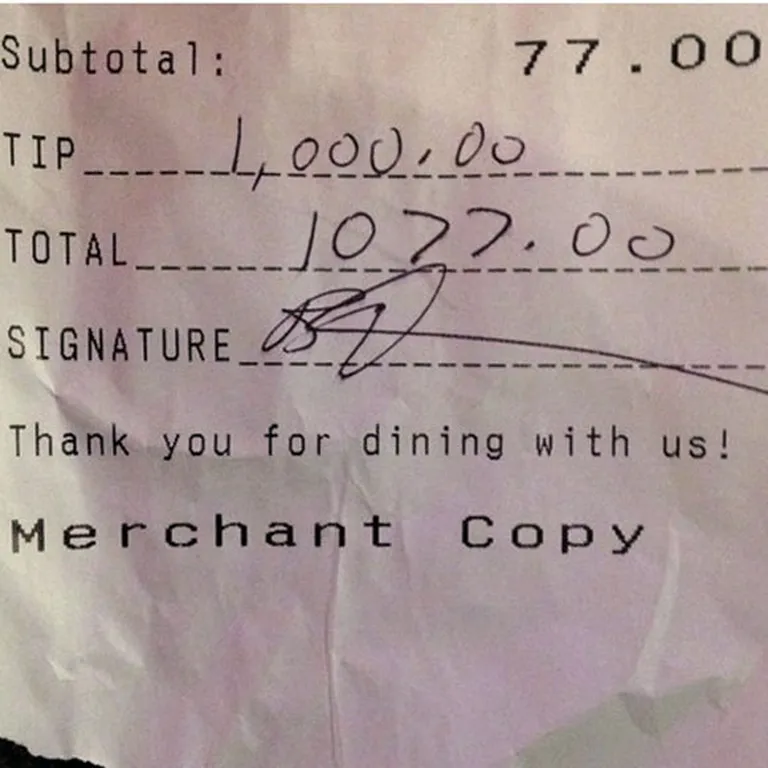 Subtotal: 77.00
TIP 1,000.00
TOTAL 1077.00
SIGNATURE
Thank you for dining with us!
Merchant Copy